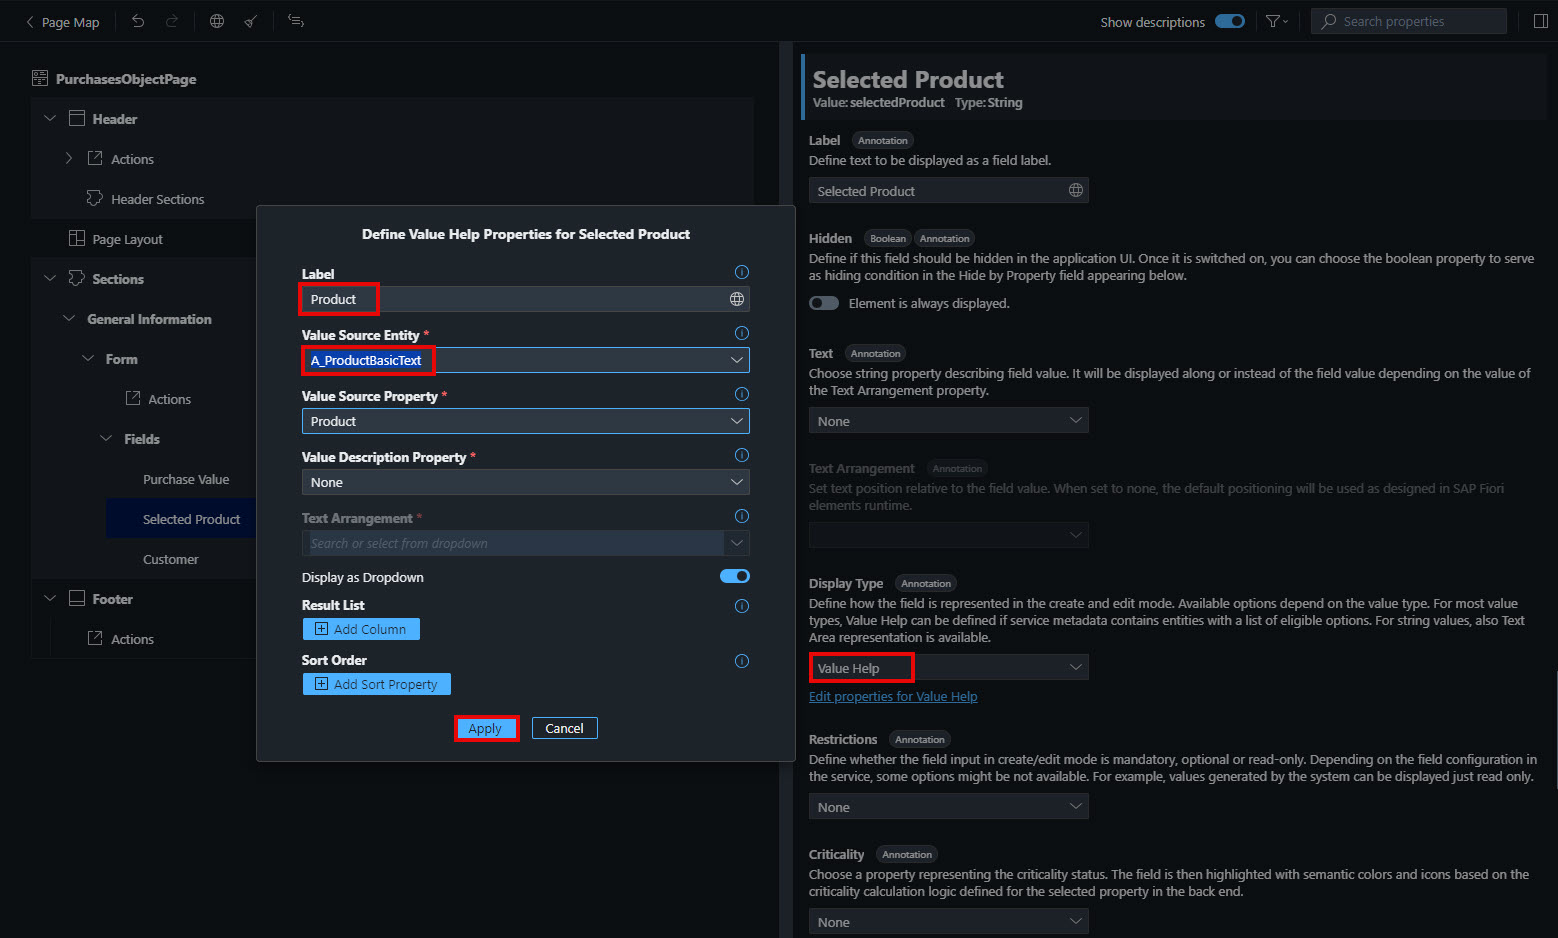 Page Map
Show descriptions
Search properties
PurchasesObjectPage
Header
Actions
Header Sections
Page Layout
Sections
General Information
Form
Actions
Fields
Purchase Value
Selected Product
Customer
Footer
Actions
Define Value Help Properties for Selected Product
Label
Product
Value Source Entity *
A_ProductBasicText
Value Source Property *
Product
Value Description Property *
None
Text Arrangement *
Search or select from dropdown
Display as Dropdown
Result List
Add Column
Sort Order
Add Sort Property
Apply
Cancel
Selected Product
Value: selectedProduct Type: String
Label Annotation
Define text to be displayed as a field label.
Selected Product
Hidden Boolean Annotation
Define if this field should be hidden in the application UI. Once it is switched on, you can choose the boolean property to serve
as hiding condition in the Hide by Property field appearing below.
Element is always displayed.
Text Annotation
Choose string property describing field value. It will be displayed along or instead of the field value depending on the value of
the Text Arrangement property.
None
Text Arrangement Annotation
Set text position relative to the field value. When set to none, the default positioning will be used as designed in SAP Fiori
elements runtime.
Display Type Annotation
Define how the field is represented in the create and edit mode. Available options depend on the value type. For most value
types, Value Help can be defined if service metadata contains entities with a list of eligible options. For string values, also Text
Area representation is available.
Value Help
Edit properties for Value Help
Restrictions Annotation
Define whether the field input in create/edit mode is mandatory, optional or read-only. Depending on the field configuration in
the service, some options might be not available. For example, values generated by the system can be displayed just read only.
None
Criticality Annotation
Choose a property representing the criticality status. The field is then highlighted with semantic colors and icons based on the
criticality calculation logic defined for the selected property in the back end.
None